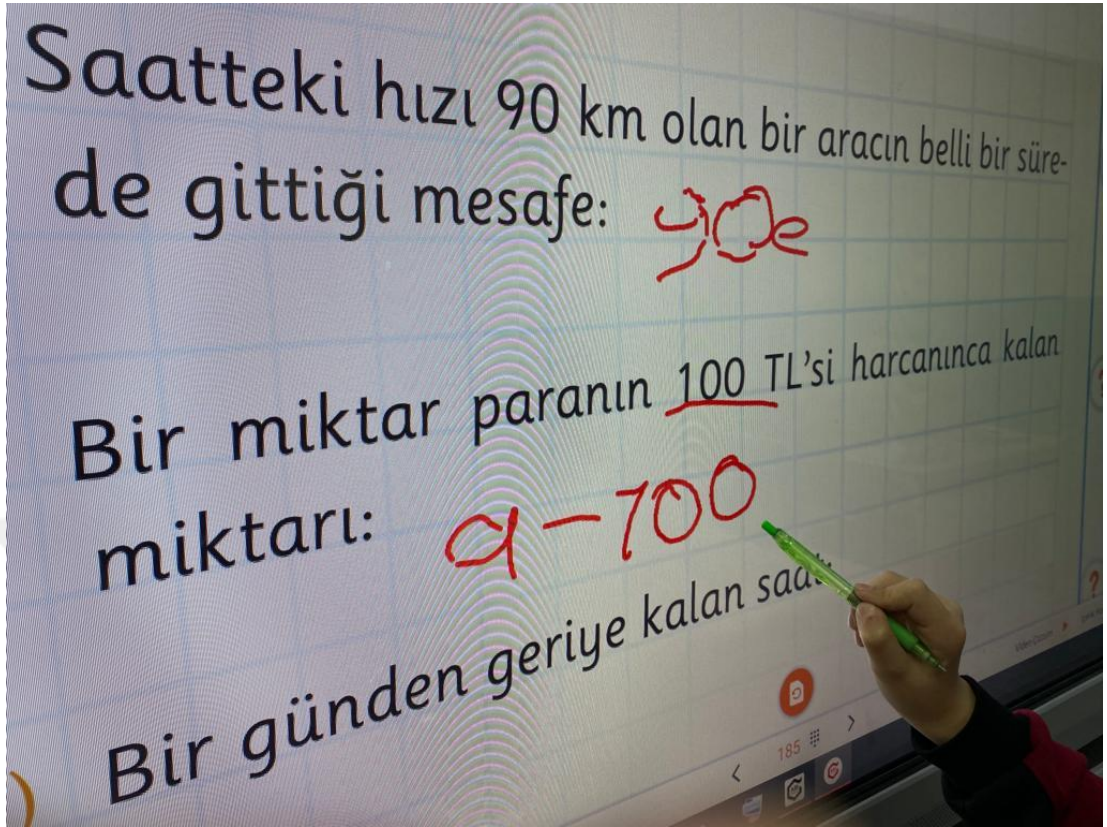 Saatteki hızı 90 km olan bir aracın belli bir süre-
de gittiği mesafe: 90e
Bir miktar paranın 100 TL'si harcanınca kalan
miktarı: a-100
Bir günden geriye kalan saat:
185